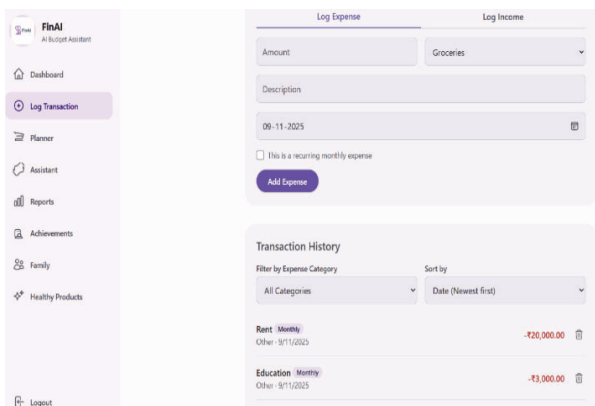 FinAI
AI Budget Assistant
Dashboard
Log Transaction
Planner
Assistant
Reports
Achievements
Family
Healthy Products
Logout
Log Expense
Log Income
Amount
Groceries
Description
09-11-2025
This is a recurring monthly expense
Add Expense
Transaction History
Filter by Expense Category
Sort by
All Categories
Date (Newest first)
Rent Monthly
-₹20,000.00
Other - 9/11/2025
Education Monthly
-₹3,000.00
Other - 9/11/2025